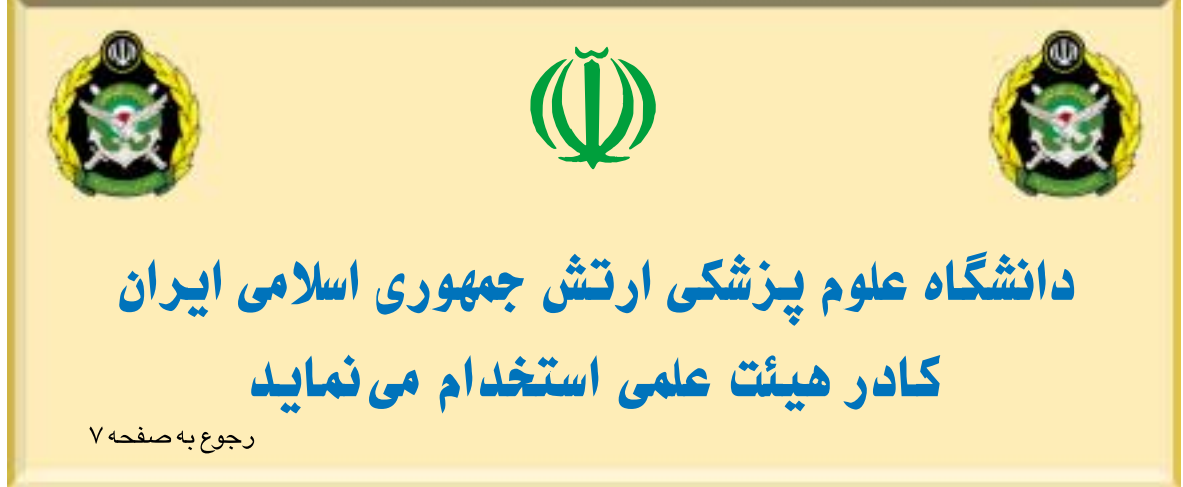 دانشگاه علوم پزشکی ارتش جمهوری اسلامی ایران
کادر هیئت علمی استخدام می‌نماید
رجوع به صفحه ۷